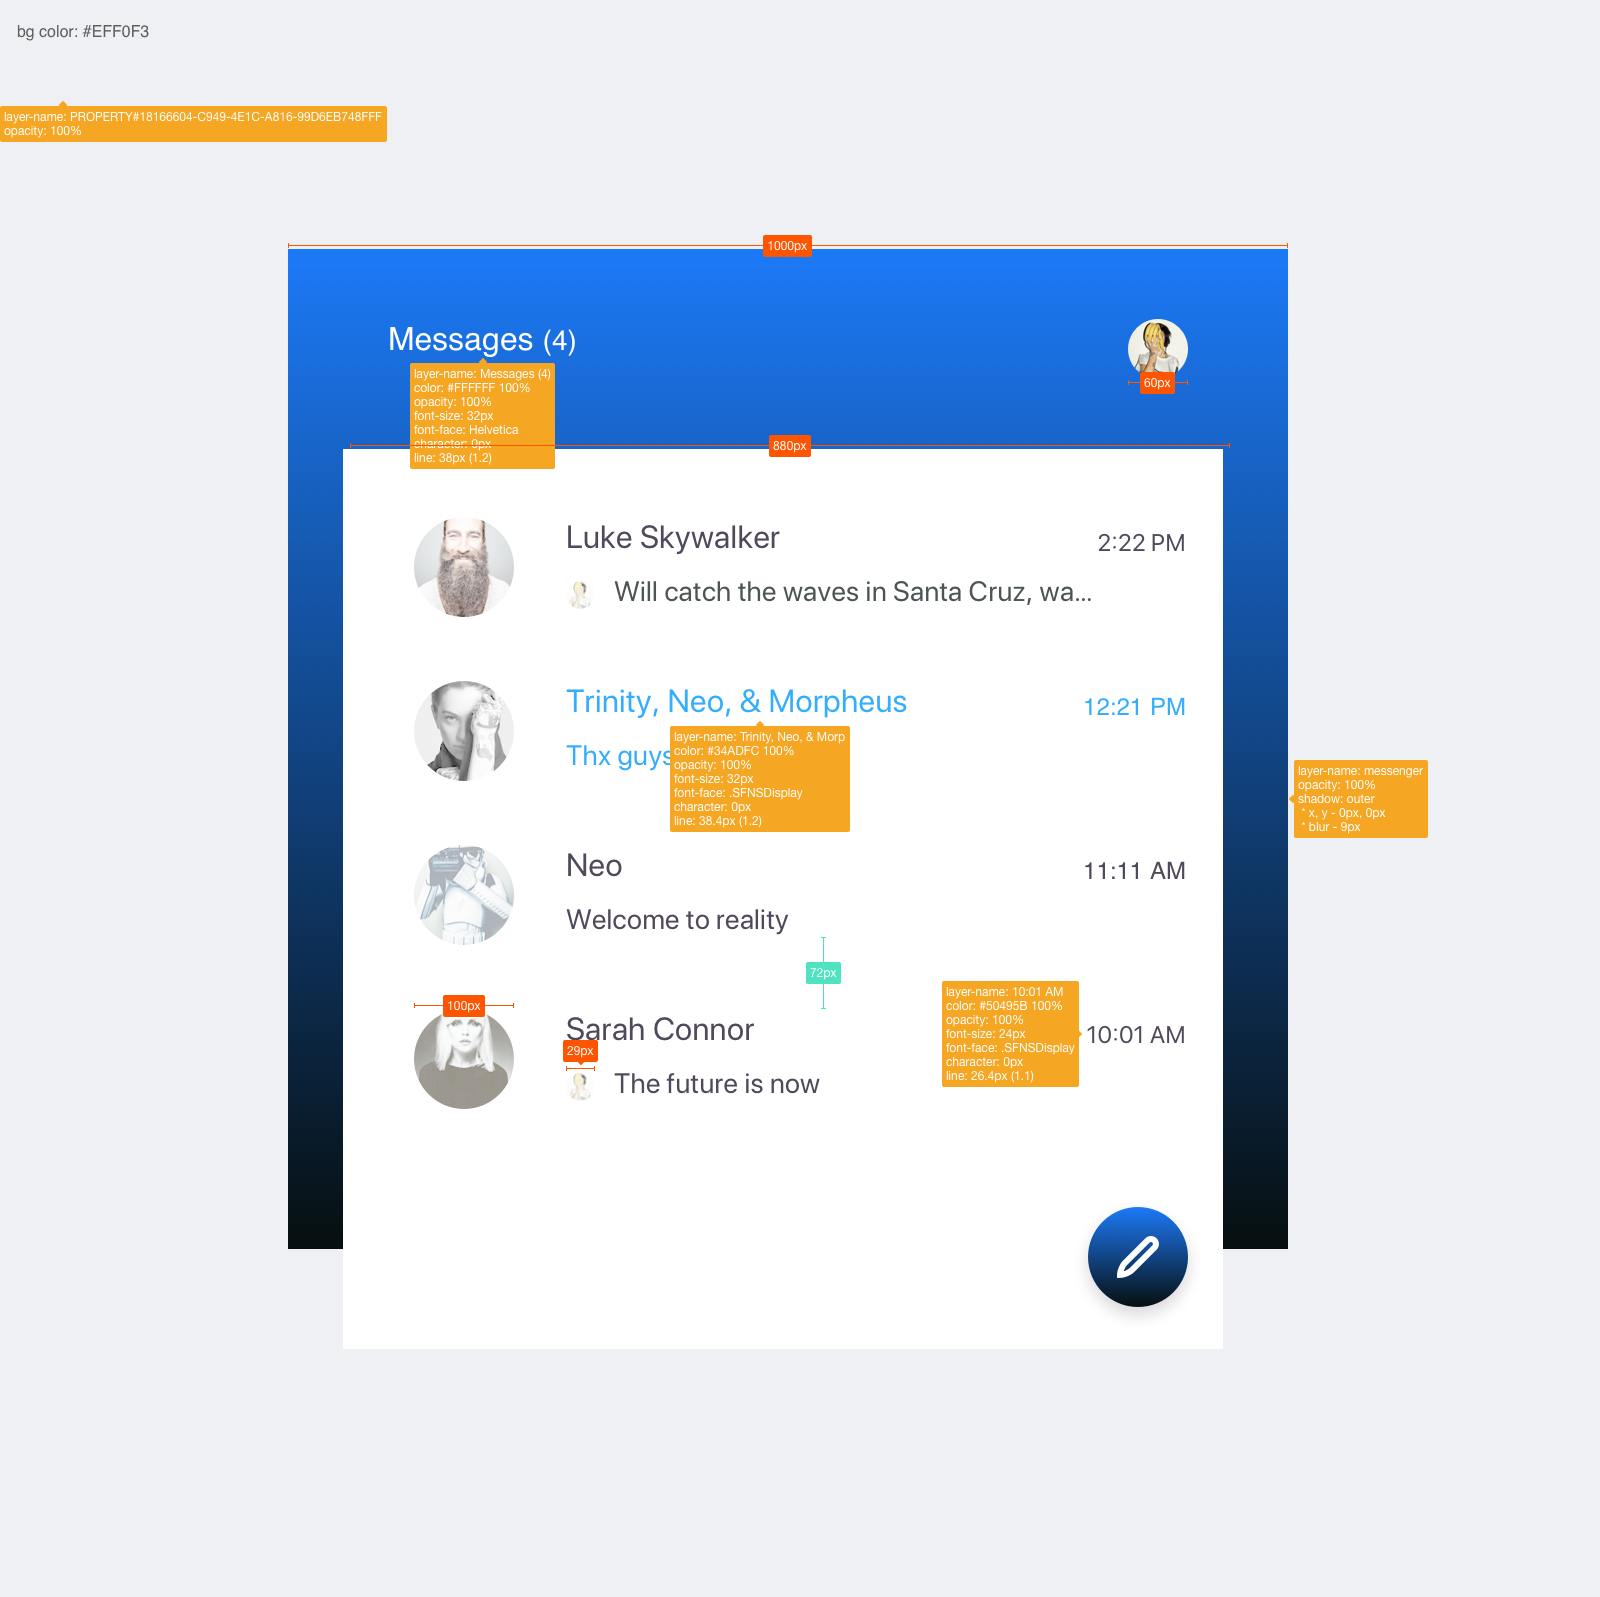 bg color: #EFF0F3
layer-name: PROPERTY#18166604-C949-4E1C-A816-99D6EB748FFF
opacity: 100%
1000px
Messages (4)
60px
layer-name: Messages (4)
color: #FFFFFF 100%
opacity: 100%
font-size: 32px
font-face: Helvetica
character: 0px
line: 38px (1.2)
880px
Luke Skywalker
2:22 PM
Will catch the waves in Santa Cruz, wa...
Trinity, Neo, & Morpheus
12:21 PM
Thx guys
layer-name: Trinity, Neo, & Morp
color: #34ADFC 100%
opacity: 100%
font-size: 32px
font-face: .SFNSDisplay
character: 0px
line: 38.4px (1.2)
layer-name: messenger
opacity: 100%
shadow: outer
* x, y - 0px, 0px
* blur - 9px
Neo
11:11 AM
Welcome to reality
72px
100px
Sarah Connor
10:01 AM
layer-name: 10:01 AM
color: #50495B 100%
opacity: 100%
font-size: 24px
font-face: .SFNSDisplay
character: 0px
line: 26.4px (1.1)
29px
The future is now